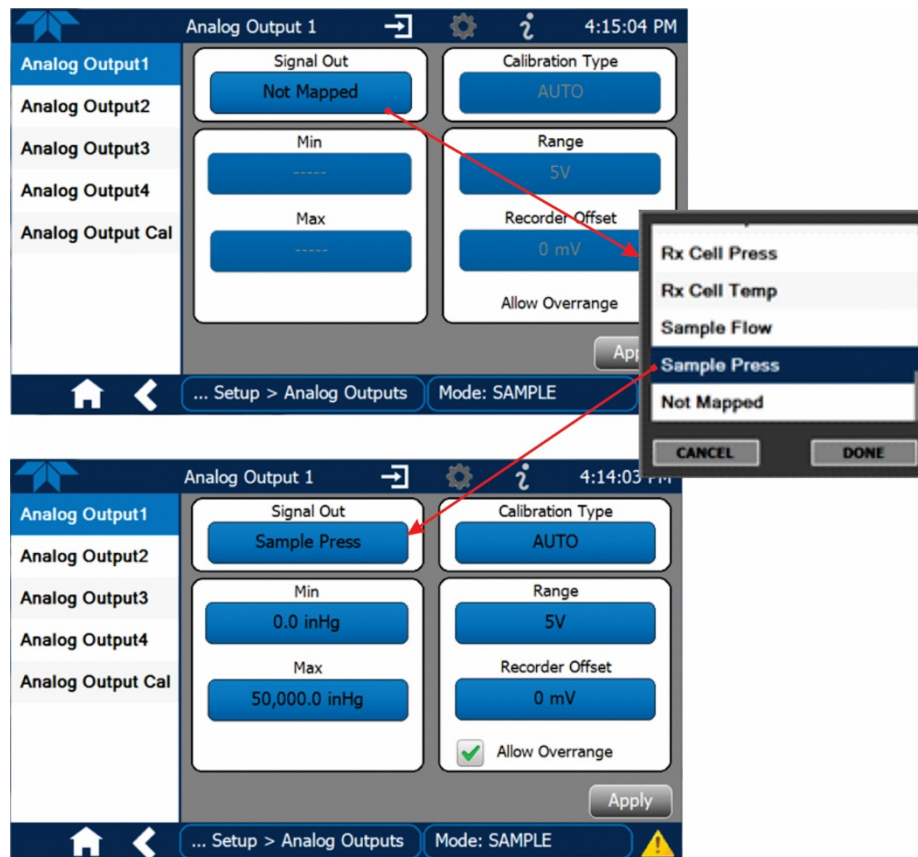 Analog Output 1
4:15:04 PM
Analog Output1
Analog Output2
Analog Output3
Analog Output4
Analog Output Cal
Signal Out
Not Mapped
Calibration Type
AUTO
Min
-----
Max
-----
Range
5V
Recorder Offset
0 mV
Allow Overrange
... Setup > Analog Outputs
Mode: SAMPLE
Rx Cell Press
Rx Cell Temp
Sample Flow
Sample Press
Not Mapped
CANCEL
DONE
Analog Output 1
4:14:03 PM
Analog Output1
Analog Output2
Analog Output3
Analog Output4
Analog Output Cal
Signal Out
Sample Press
Calibration Type
AUTO
Min
0.0 inHg
Max
50,000.0 inHg
Range
5V
Recorder Offset
0 mV
Allow Overrange
Apply
... Setup > Analog Outputs
Mode: SAMPLE